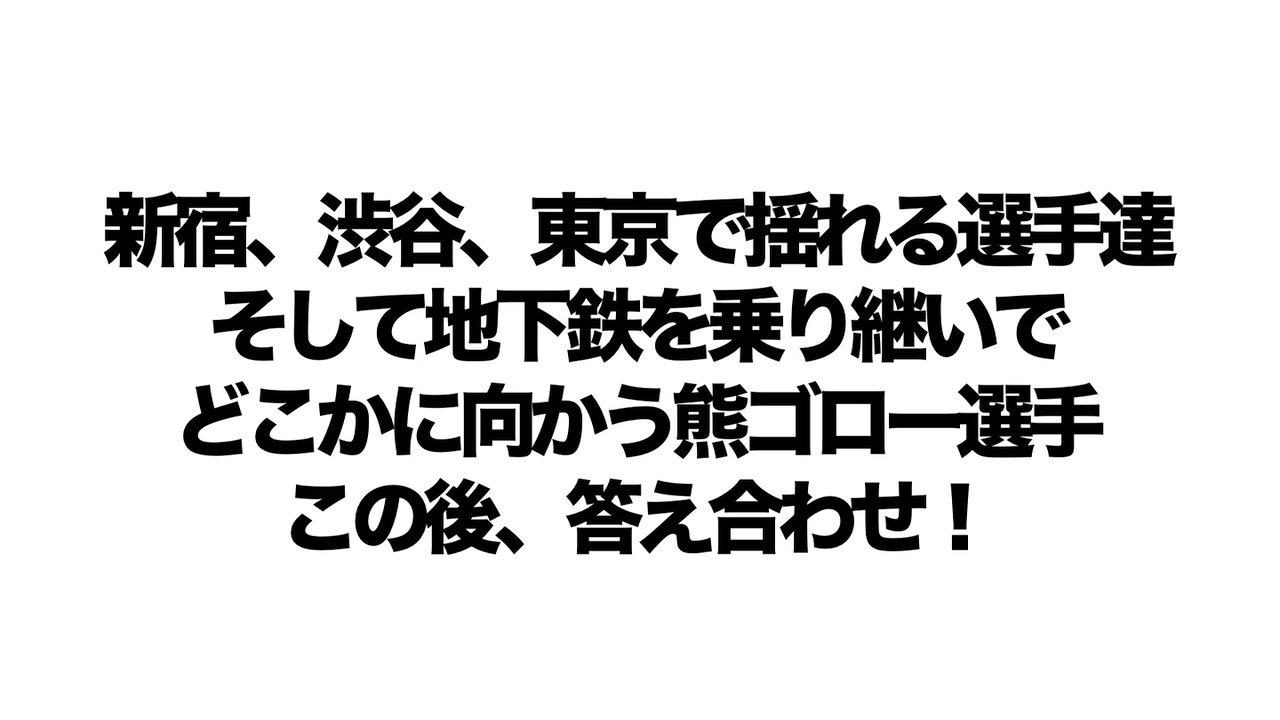 新宿、渋谷、東京で揺れる選手達
そして地下鉄を乗り継いで
どこかに向かう熊ゴロー選手
この後、答え合わせ！